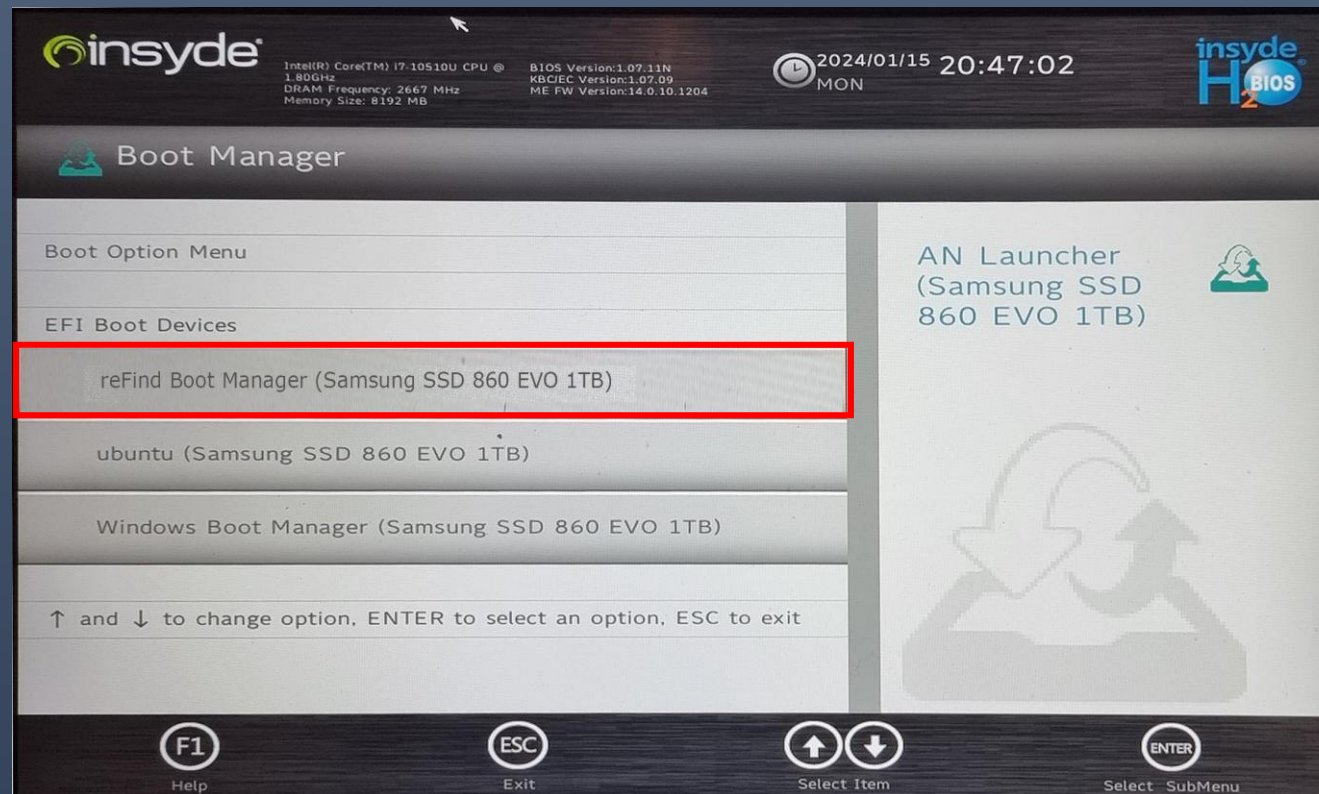 insyde
Intel(R) Core(TM) i7-10510U CPU @
1.80GHz
DRAM Frequency: 2667 MHz
Memory Size: 8192 MB
BIOS Version:1.07.11N
KBC/EC Version:1.07.09
ME FW Version:14.0.10.1204
2024/01/15 20:47:02
MON
insyde
H2BIOS
Boot Manager
Boot Option Menu
EFI Boot Devices
reFind Boot Manager (Samsung SSD 860 EVO 1TB)
ubuntu (Samsung SSD 860 EVO 1TB)
Windows Boot Manager (Samsung SSD 860 EVO 1TB)
↑ and ↓ to change option, ENTER to select an option, ESC to exit
AN Launcher
(Samsung SSD
860 EVO 1TB)
F1
Help
ESC
Exit
Select Item
ENTER
Select SubMenu